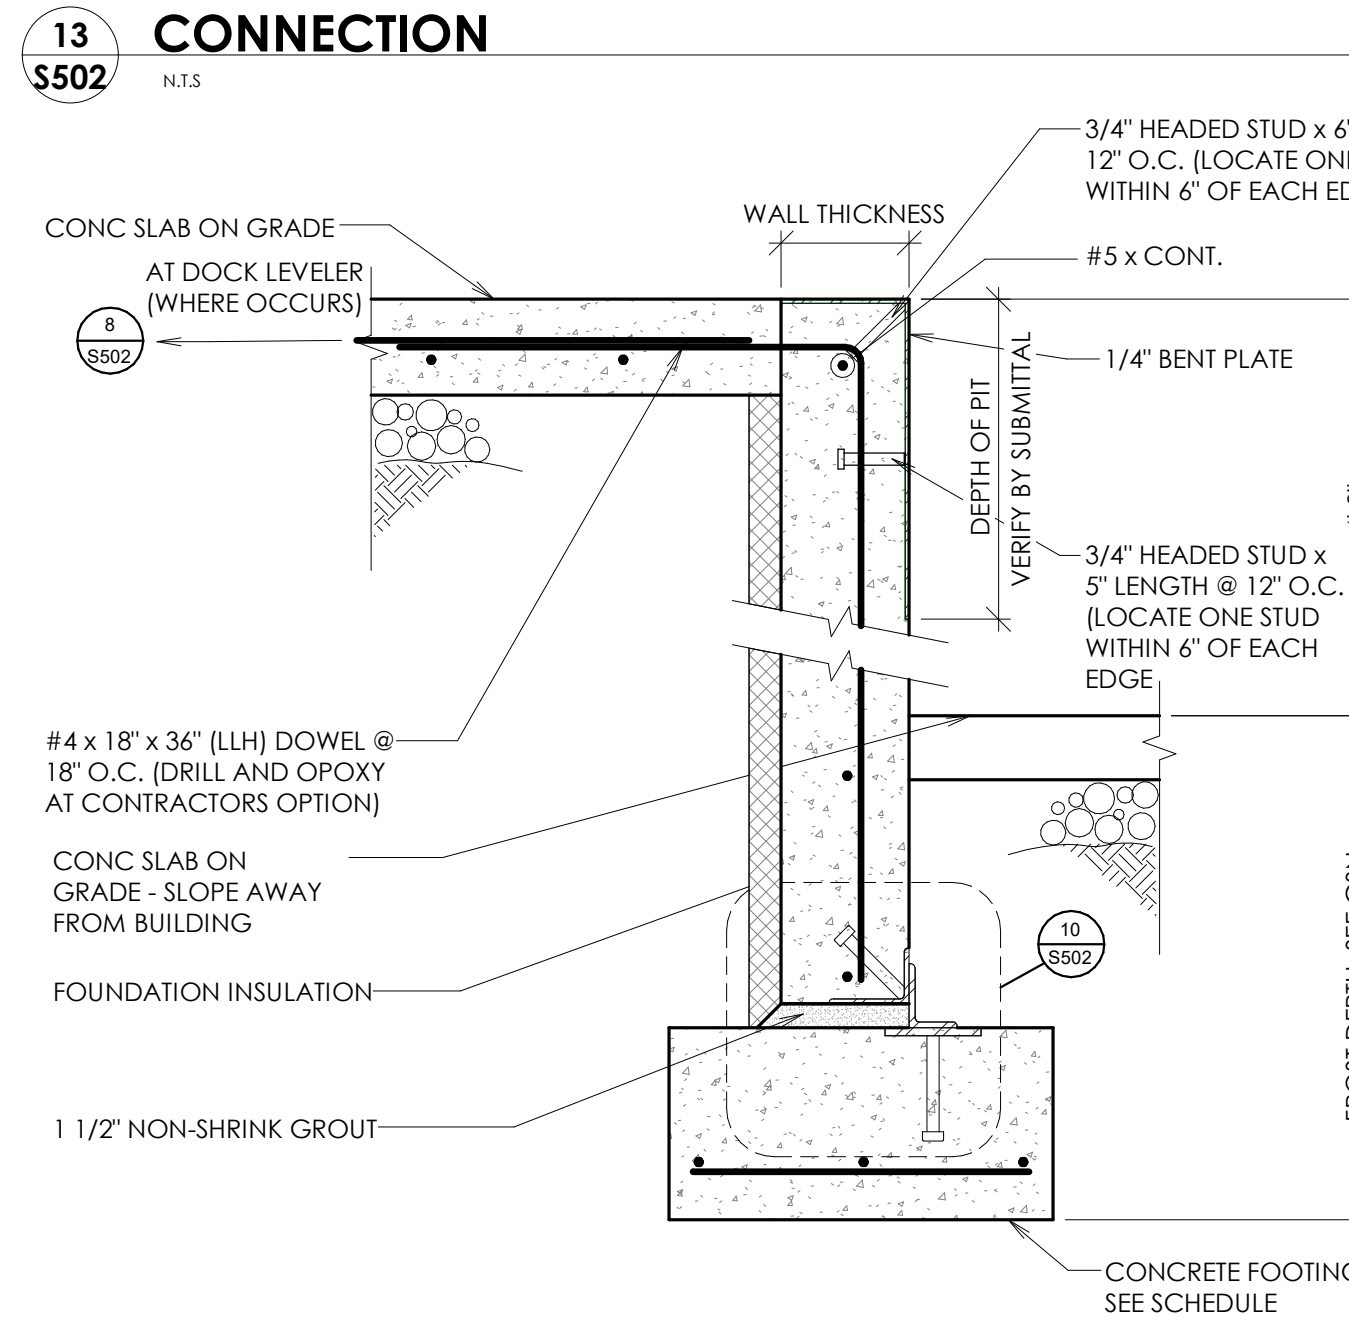 13
S502
CONNECTION
N.T.S
3/4" HEADED STUD x 6"
12" O.C. (LOCATE ONE
WITHIN 6" OF EACH
WALL THICKNESS
CONC SLAB ON GRADE
#5 x CONT.
AT DOCK LEVELER
(WHERE OCCURS)
8
S502
1/4" BENT PLATE
DEPTH OF PIT
VERIFY BY SUBMITTAL
3/4" HEADED STUD x
5" LENGTH @ 12" O.C.
(LOCATE ONE STUD
WITHIN 6" OF EACH
EDGE
#4 x 18" x 36" (LLH) DOWEL @
18" O.C. (DRILL AND OPOXY
AT CONTRACTORS OPTION)
CONC SLAB ON
GRADE - SLOPE AWAY
FROM BUILDING
10
S502
FOUNDATION INSULATION
1 1/2" NON-SHRINK GROUT
CONCRETE FOOTING
SEE SCHEDULE